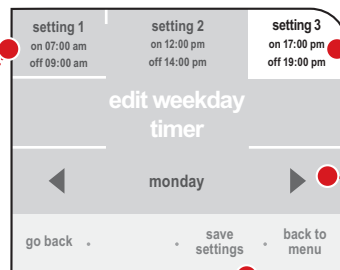 setting 1
on 07:00 am
off 09:00 am
setting 2
on 12:00 pm
off 14:00 pm
setting 3
on 17:00 pm
off 19:00 pm
edit weekday
timer
monday
go back
save
settings
back to
menu